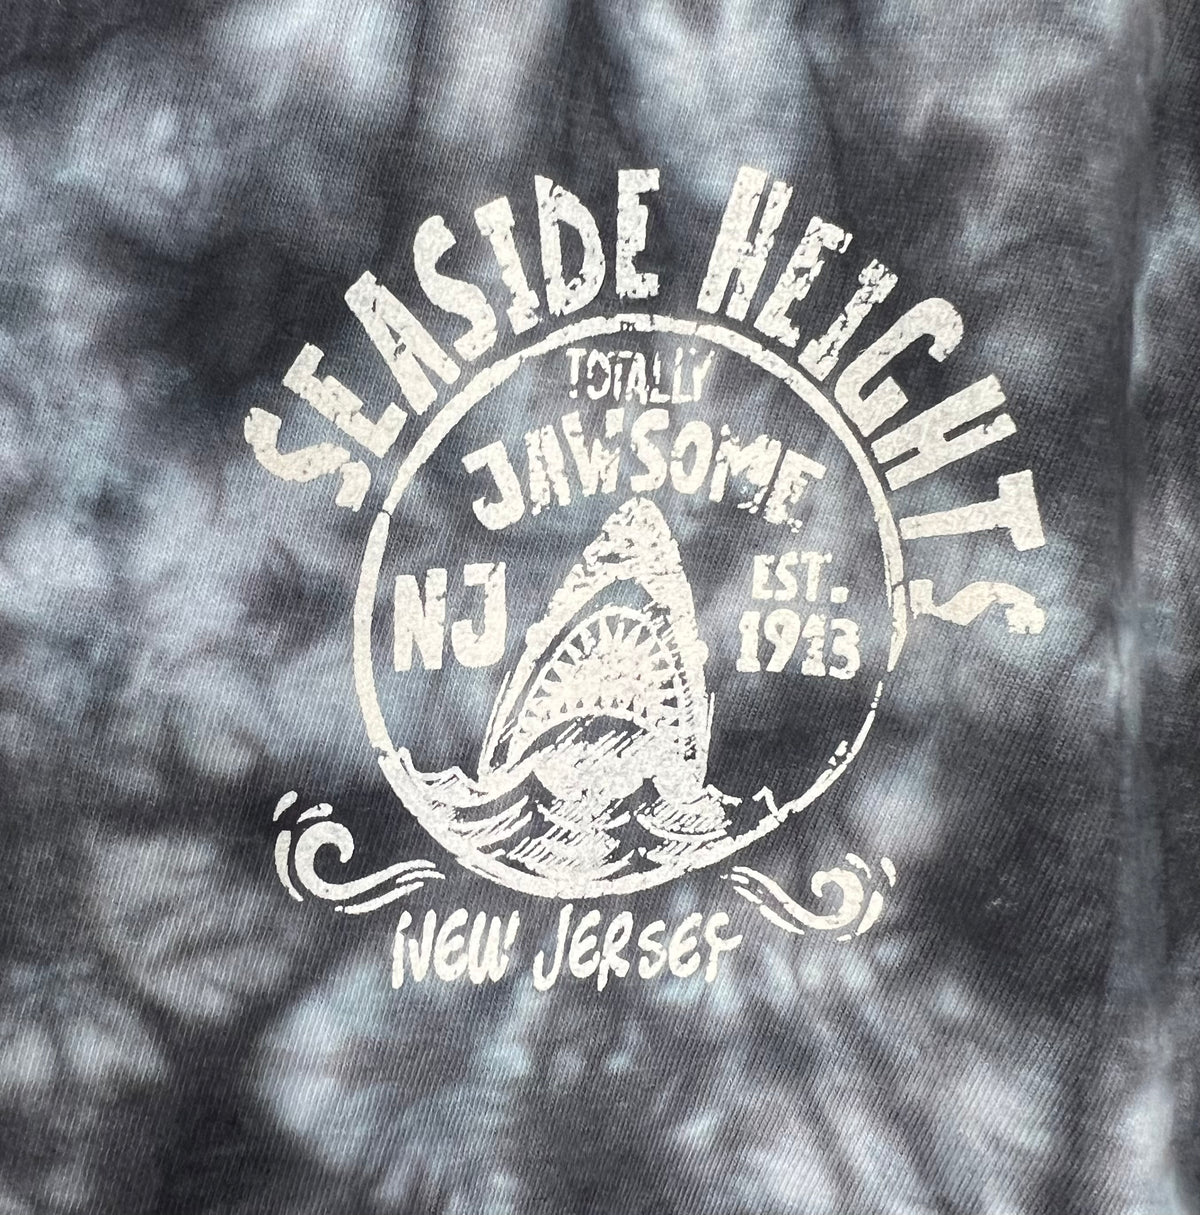 SEASIDE HEIGHTS
TOTALLY
JAWSOME
NJ
EST.
1913
NEW JERSEY